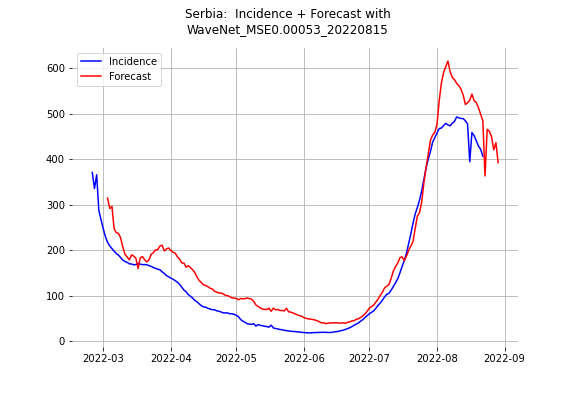 Serbia:  Incidence + Forecast with
WaveNet_MSE0.00053_20220815
Incidence
Forecast
600
500
400
300
200
100
0
2022-03 2022-04 2022-05 2022-06 2022-07 2022-08 2022-09